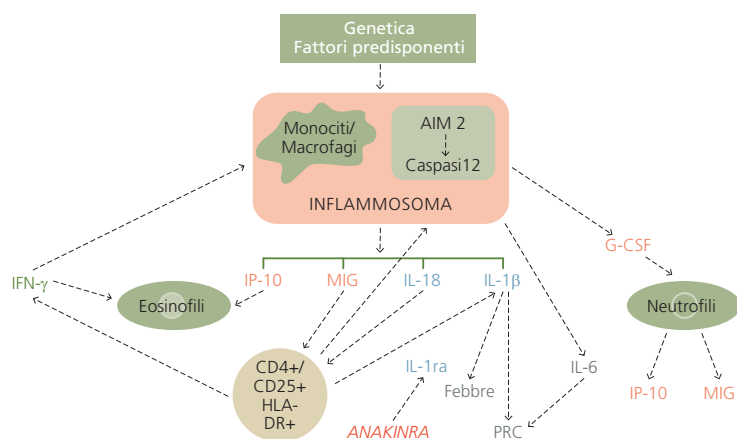 Genetica
Fattori predisponenti
Monociti/
Macrofagi
AIM 2
Caspasi12
INFLAMMOSOMA
G-CSF
IFN-γ
Eosinofili
IP-10
MIG
IL-18
IL-1β
Neutrofili
CD4+/
CD25+
HLA-
DR+
IL-1ra
Febbre
IL-6
IP-10
MIG
ANAKINRA
PRC